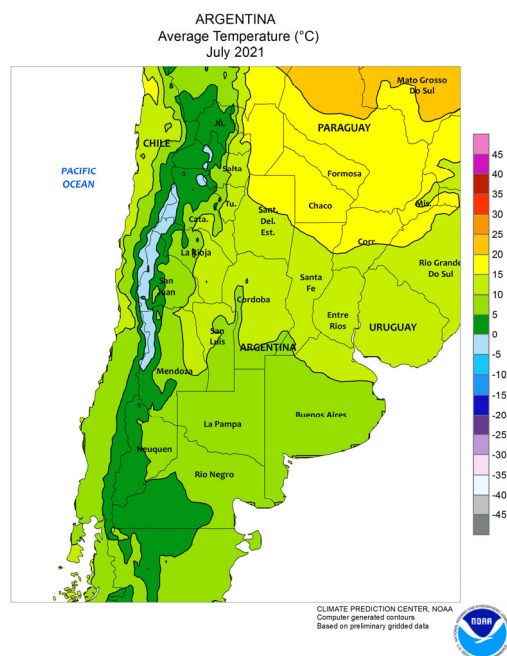 ARGENTINA
Average Temperature (°C)
July 2021
Mato Grosso
Do Sul
Ju.
PARAGUAY
CHILE
PACIFIC
OCEAN
Salta
Formosa
Tu.
Chaco
Mis.
Cata.
Sant.
Del.
Est.
Corr.
La Rioja
Rio Grande
Do Sul
San
Juan
Santa
Fe
Cordoba
Entre
Rios
URUGUAY
San
Luis
ARGENTINA
Mendoza
Buenos Aires
La Pampa
Neuquen
Rio Negro
45
40
35
30
25
20
15
10
5
0
-5
-10
-15
-20
-25
-30
-35
-40
-45
CLIMATE PREDICTION CENTER, NOAA
Computer generated contours
Based on preliminary gridded data
NOAA